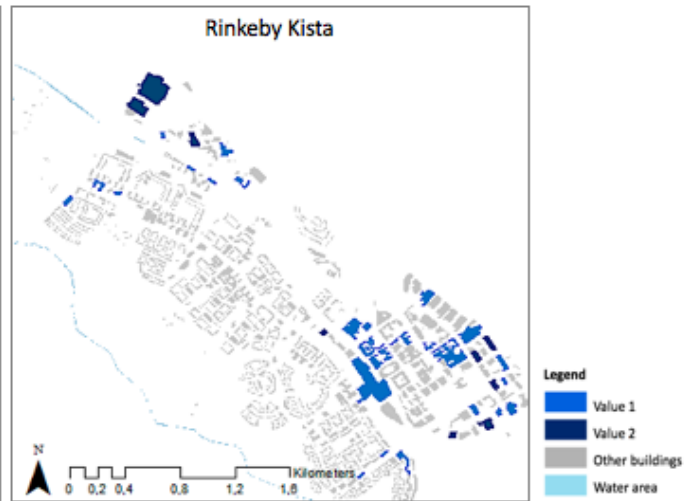 Rinkeby Kista
N
Kilometers
0 0,2 0,4 0,8 1,2 1,6
Legend
Value 1
Value 2
Other buildings
Water area